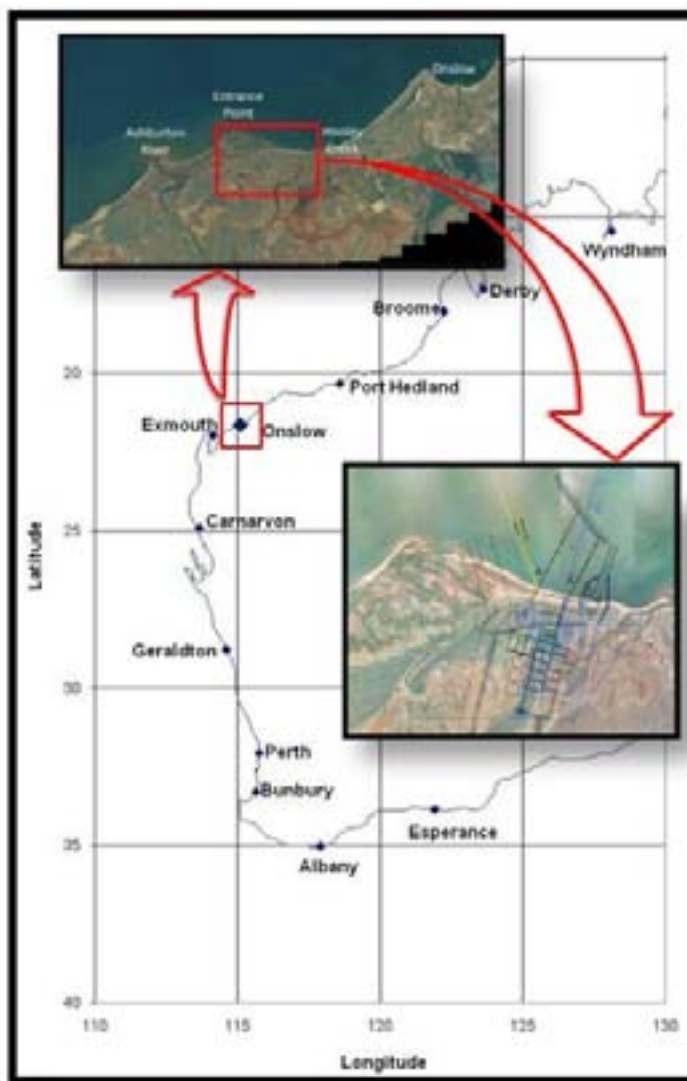 Onslow
Entrance
Point
Ashburton
River
Wyndham
Derby
Broome
20
Port Hedland
Exmouth
Onslow
Carnarvon
25
Latitude
Geraldton
30
Perth
Bunbury
Esperance
35
Albany
40
110
115
120
125
130
Longitude